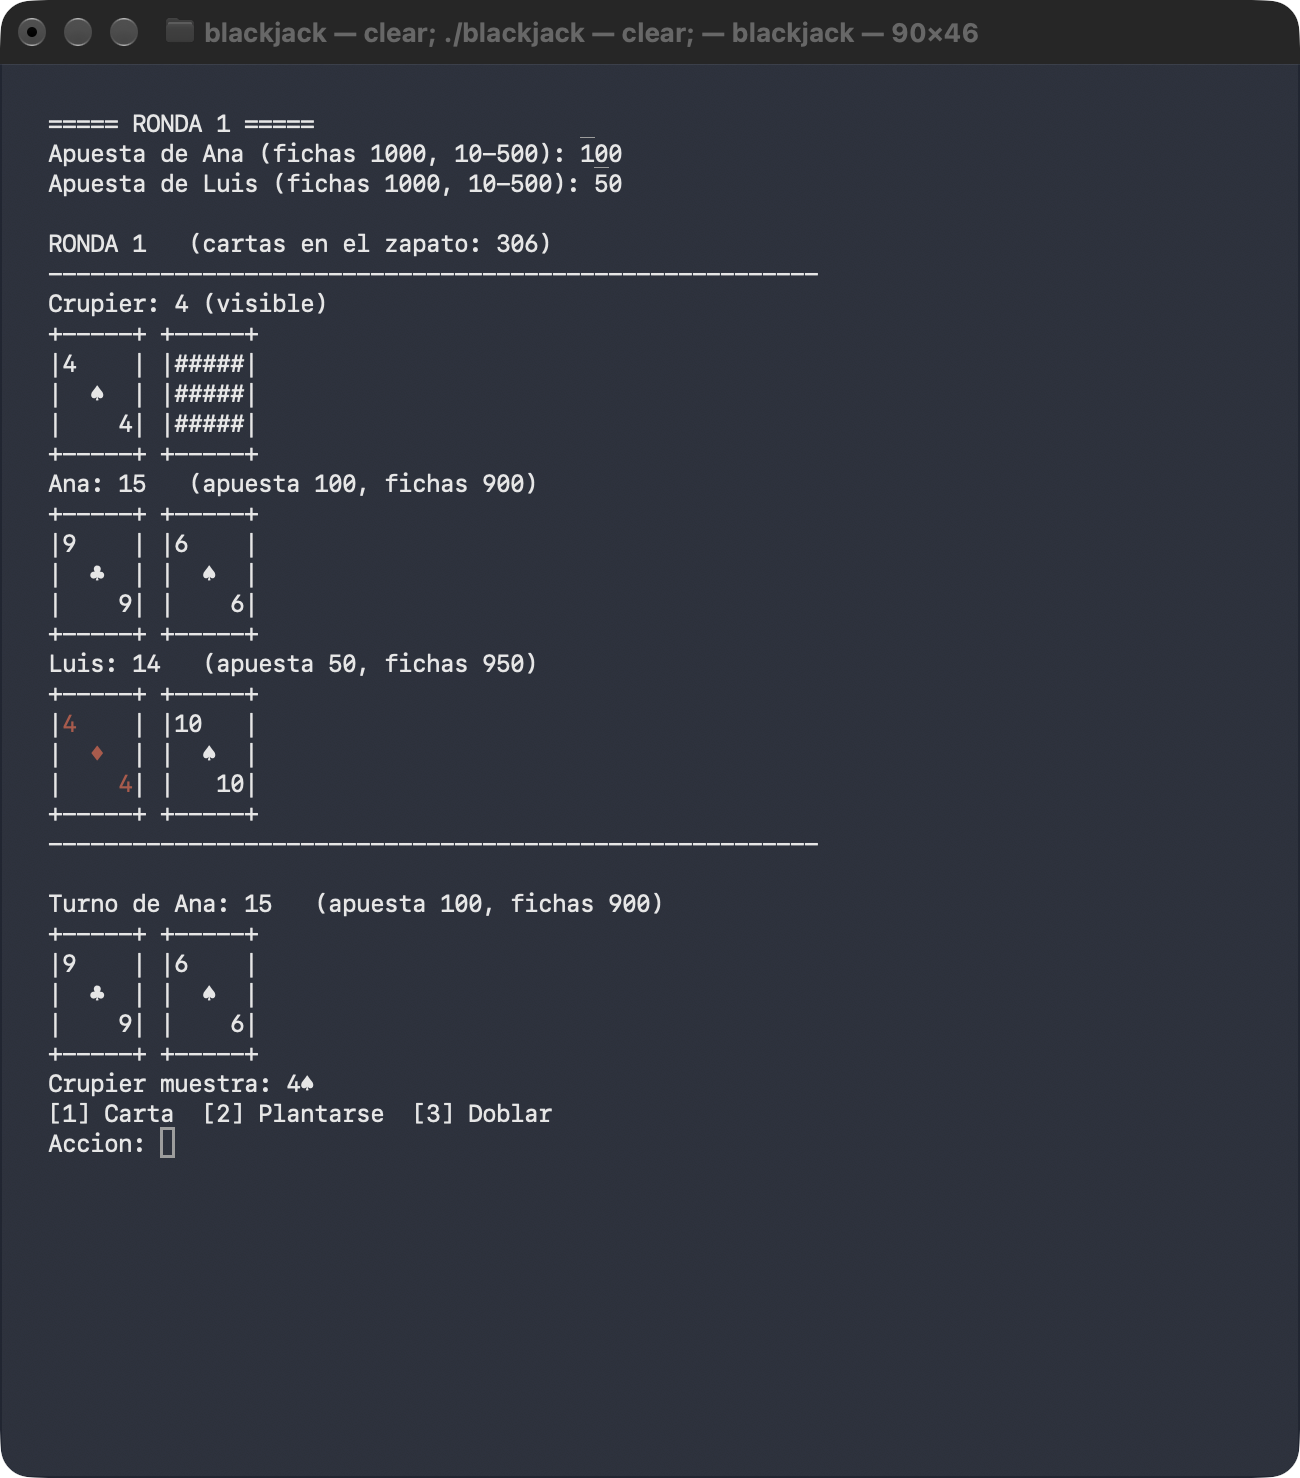 blackjack — clear; ./blackjack — clear; — blackjack — 90×46
===== RONDA 1 =====
Apuesta de Ana (fichas 1000, 10-500): 100
Apuesta de Luis (fichas 1000, 10-500): 50
RONDA 1   (cartas en el zapato: 306)
-------------------------------------------------------
Crupier: 4 (visible)
+-----+ +-----+
|4    | |#####|
|  ♠  | |#####|
|    4| |#####|
+-----+ +-----+
Ana: 15   (apuesta 100, fichas 900)
+-----+ +-----+
|9    | |6    |
|  ♣  | |  ♠  |
|    9| |    6|
+-----+ +-----+
Luis: 14   (apuesta 50, fichas 950)
+-----+ +-----+
|4    | |10   |
|  ♦  | |  ♠  |
|    4| |   10|
+-----+ +-----+
-------------------------------------------------------
Turno de Ana: 15   (apuesta 100, fichas 900)
+-----+ +-----+
|9    | |6    |
|  ♣  | |  ♠  |
|    9| |    6|
+-----+ +-----+
Crupier muestra: 4♠
[1] Carta  [2] Plantarse  [3] Doblar
Accion: